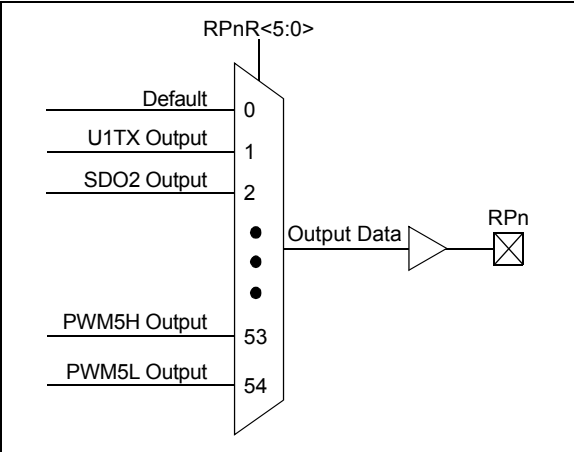 RPnR<5:0>
Default 0
U1TX Output 1
SDO2 Output 2
Output Data
RPn
PWM5H Output 53
PWM5L Output 54